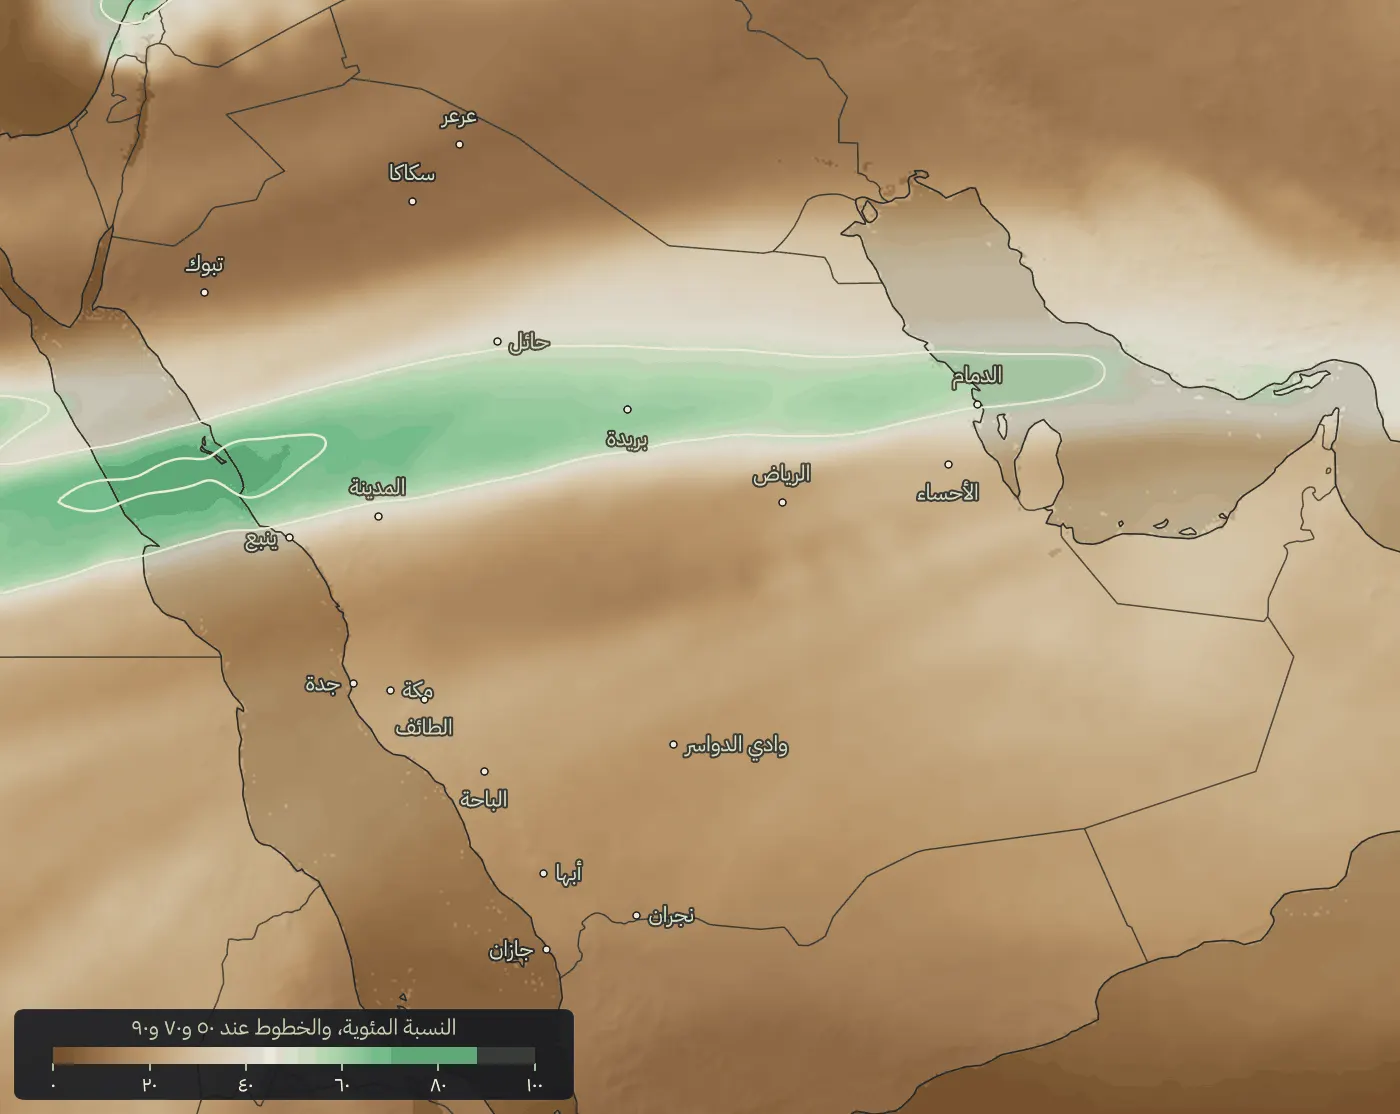 عرعر
سكاكا
تبوك
حائل
الدمام
بريدة
الرياض
المدينة
الأحساء
ينبع
جدة
مكة
الطائف
وادي الدواسر
الباحة
أبها
نجران
جازان
النسبة المئوية، والخطوط عند ٥٠ و٧٠ و٩٠
٠ ٢٠ ٤٠ ٦٠ ٨٠ ١٠٠